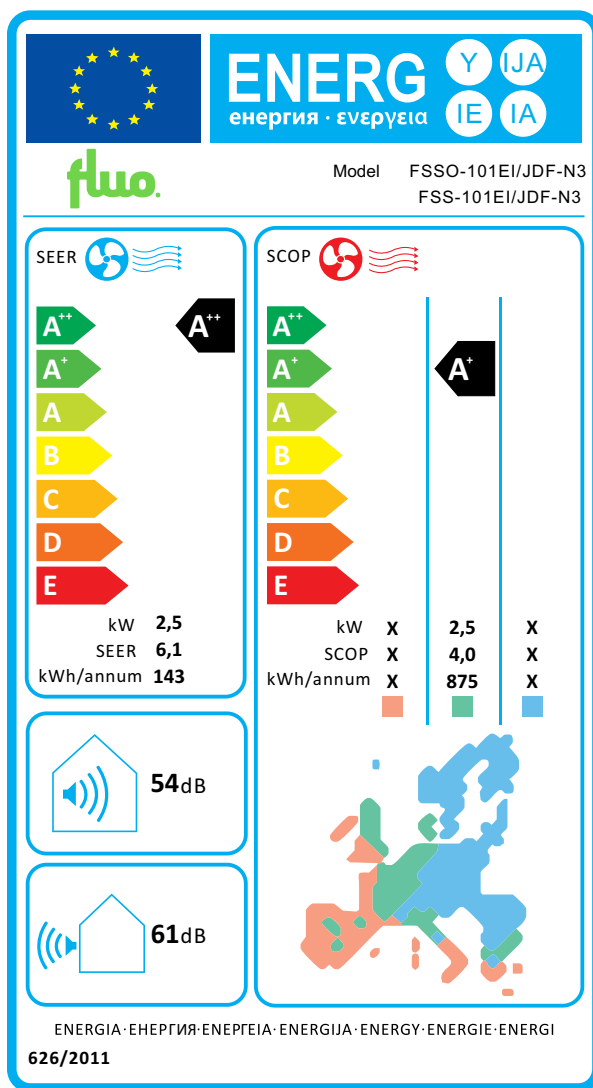 ENERG Y IJA
енергия · ενεργεια IE IA
fluo.
Model FSSO-101EI/JDF-N3
FSS-101EI/JDF-N3
SEER
A++ A++
A+
A
B
C
D
E
kW 2,5
SEER 6,1
kWh/annum 143
SCOP
A++
A+ A+
A
B
C
D
E
kW X 2,5 X
SCOP X 4,0 X
kWh/annum X 875 X
54dB
61dB
ENERGIA·ЕНЕРГИЯ·ΕΝΕΡΓΕΙΑ·ENERGIJA·ENERGY·ENERGIE·ENERGI
626/2011